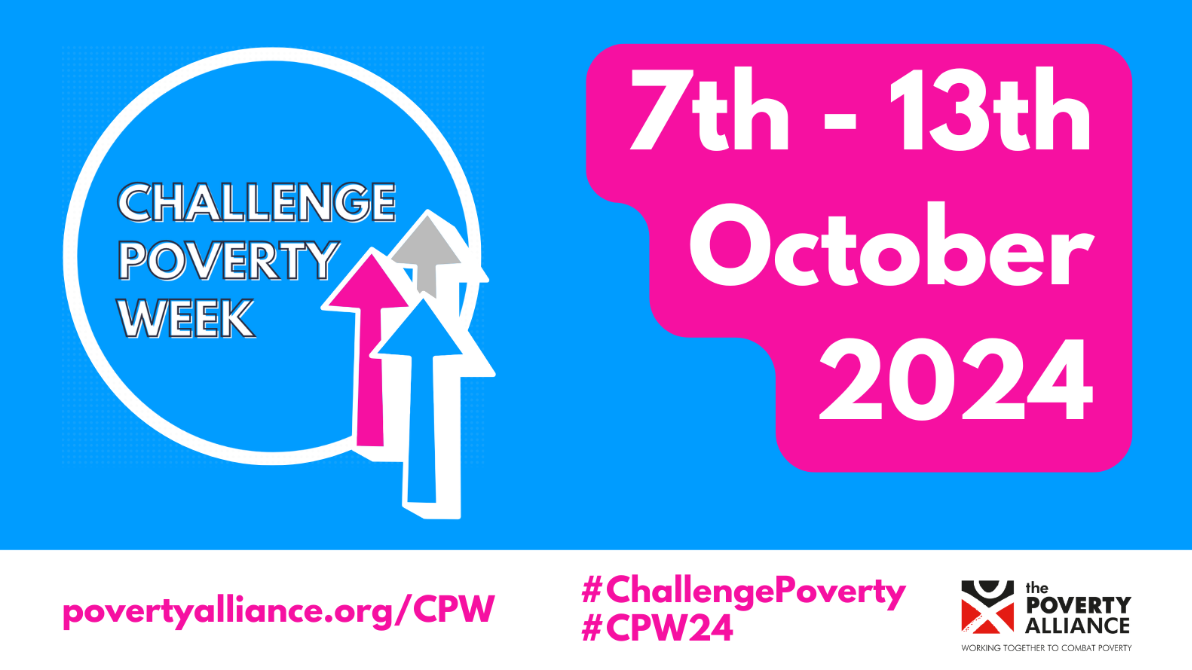 CHALLENGE
POVERTY
WEEK
7th - 13th
October
2024
povertyalliance.org/CPW
#ChallengePoverty
#CPW24
the
POVERTY
ALLIANCE
WORKING TOGETHER TO COMBAT POVERTY